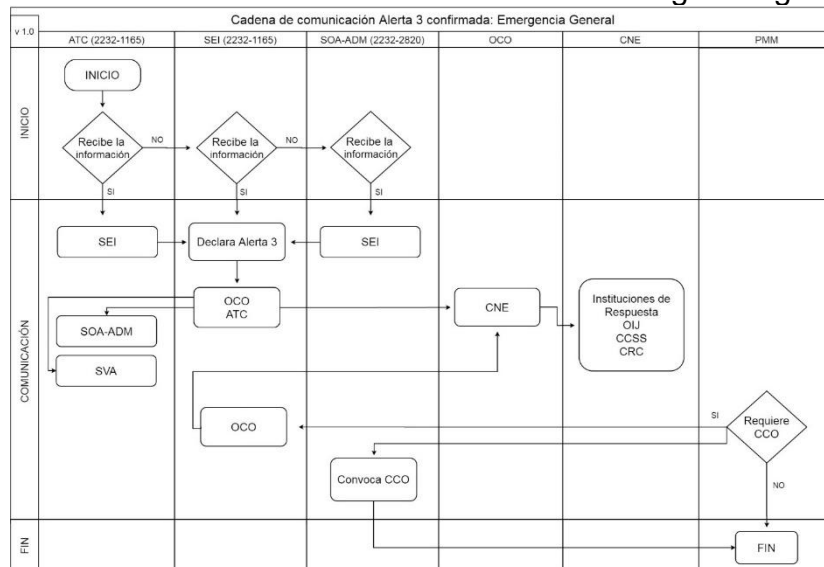 Cadena de comunicación Alerta 3 confirmada: Emergencia General
v 1.0
ATC (2232-1165)
SEI (2232-1165)
SOA-ADM (2232-2820)
OCO
CNE
PMM
INICIO
INICIO
Recibe la
información
NO
Recibe la
información
NO
Recibe la
información
SI
SI
SI
COMUNICACIÓN
SEI
Declara Alerta 3
SEI
OCO
ATC
CNE
Instituciones de
Respuesta
OIJ
CCSS
CRC
SOA-ADM
SVA
OCO
SI
Requiere
CCO
Convoca CCO
NO
FIN
FIN